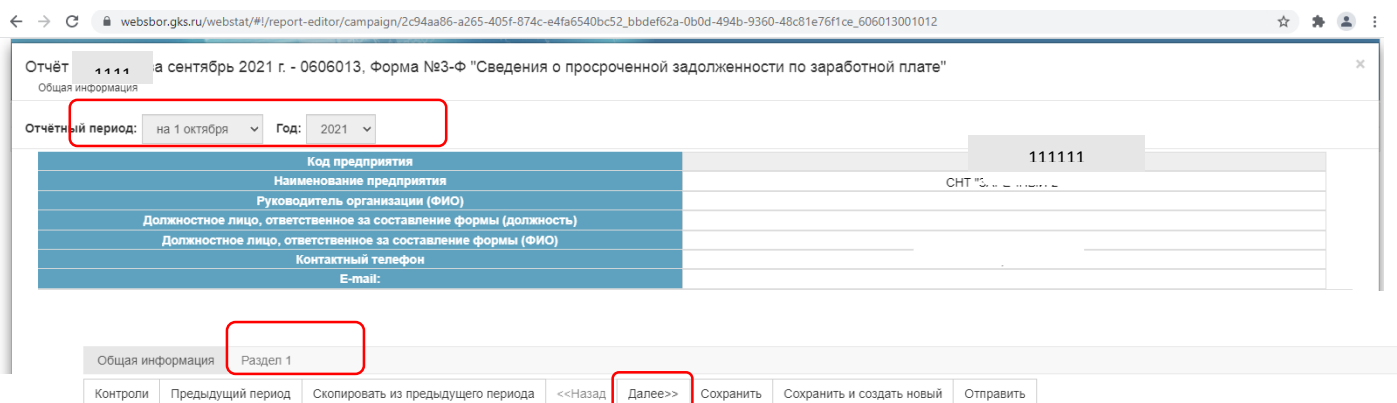 websbor.gks.ru/webstat/#!/report-editor/campaign/2c94aa86-a265-405f-874c-e4fa6540bc52_bbdef62a-0b0d-494b-9360-48c81e76f1ce_606013001012
Отчёт 1111 а сентябрь 2021 г. - 0606013, Форма №3-Ф "Сведения о просроченной задолженности по заработной плате"
Общая информация
Отчётный период: на 1 октября Год: 2021
Код предприятия 111111
Наименование предприятия СНТ
Руководитель организации (ФИО)
Должностное лицо, ответственное за составление формы (должность)
Должностное лицо, ответственное за составление формы (ФИО)
Контактный телефон
E-mail:
Общая информация Раздел 1
Контроли Предыдущий период Скопировать из предыдущего периода <<Назад Далее>> Сохранить Сохранить и создать новый Отправить